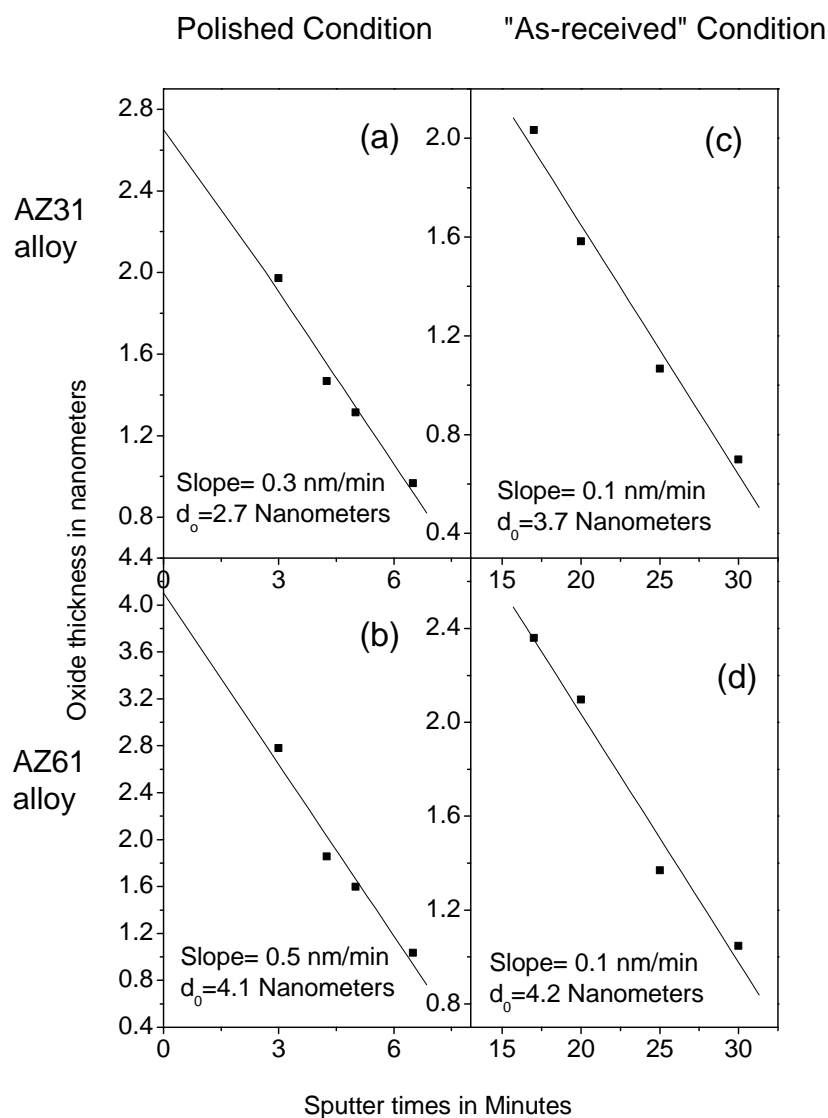 Polished Condition
"As-received" Condition
AZ31
alloy
AZ61
alloy
Oxide thickness in nanometers
2.8
2.4
2.0
1.6
1.2
0.8
(a)
Slope= 0.3 nm/min
do=2.7 Nanometers
0
3
6
2.0
1.6
1.2
0.8
0.4
(c)
Slope= 0.1 nm/min
d0=3.7 Nanometers
15
20
25
30
4.4
4.0
3.6
3.2
2.8
2.4
2.0
1.6
1.2
0.8
0.4
(b)
Slope= 0.5 nm/min
d0=4.1 Nanometers
0
3
6
2.4
2.0
1.6
1.2
0.8
(d)
Slope= 0.1 nm/min
d0=4.2 Nanometers
15
20
25
30
Sputter times in Minutes